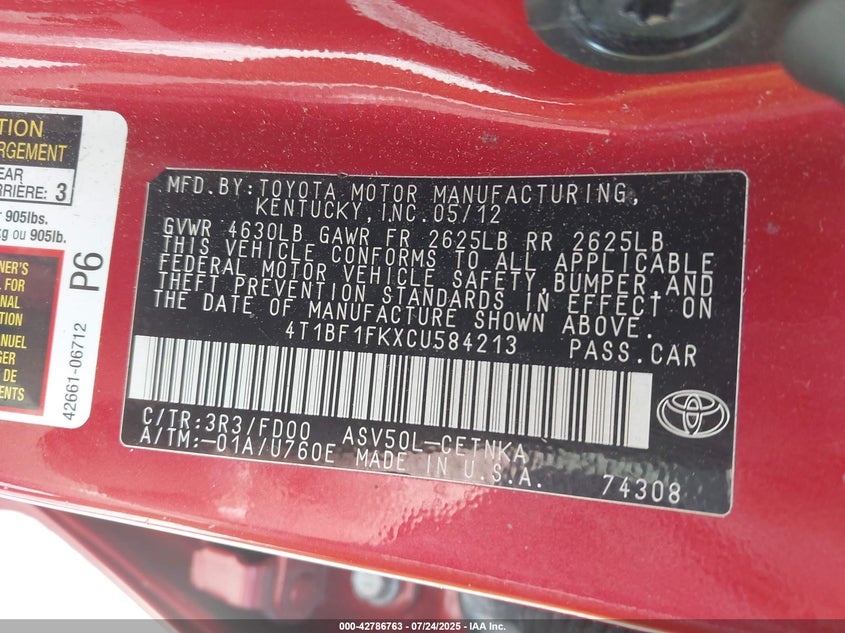 TION
RGEMENT
EAR
RRIÈRE: 3
905lbs.
kg ou 905lb.
NER'S
L FOR
NAL
TION
ANUEL
GER
DE
MENTS
P6
42661-06712
MFD.BY:TOYOTA MOTOR MANUFACTURING,
KENTUCKY,INC.05/12
GVWR 4630LB GAWR FR 2625LB RR 2625LB
THIS VEHICLE CONFORMS TO ALL APPLICABLE
FEDERAL MOTOR VEHICLE SAFETY,BUMPER,AND
THEFT PREVENTION STANDARDS IN EFFECT ON
THE DATE OF MANUFACTURE SHOWN ABOVE.
4T1BF1FKXCU584213 PASS.CAR
C/TR:3R3/FD00 ASV50L-CETNKA
A/TM:-01A/U760E MADE IN U.S.A. 74308
000-42786763 / 07/24/2025 / IAA Inc.